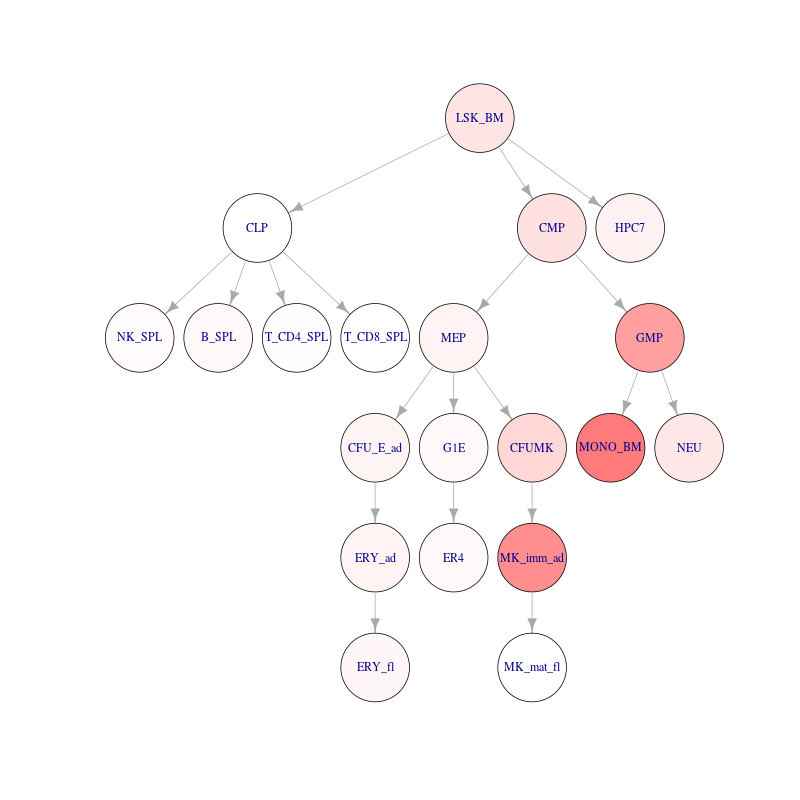 LSK_BM
CLP
CMP
HPC7
NK_SPL
B_SPL
T_CD4_SPL
T_CD8_SPL
MEP
GMP
CFU_E_ad
G1E
CFUMK
MONO_BM
NEU
ERY_ad
ER4
MK_imm_ad
ERY_fl
MK_mat_fl